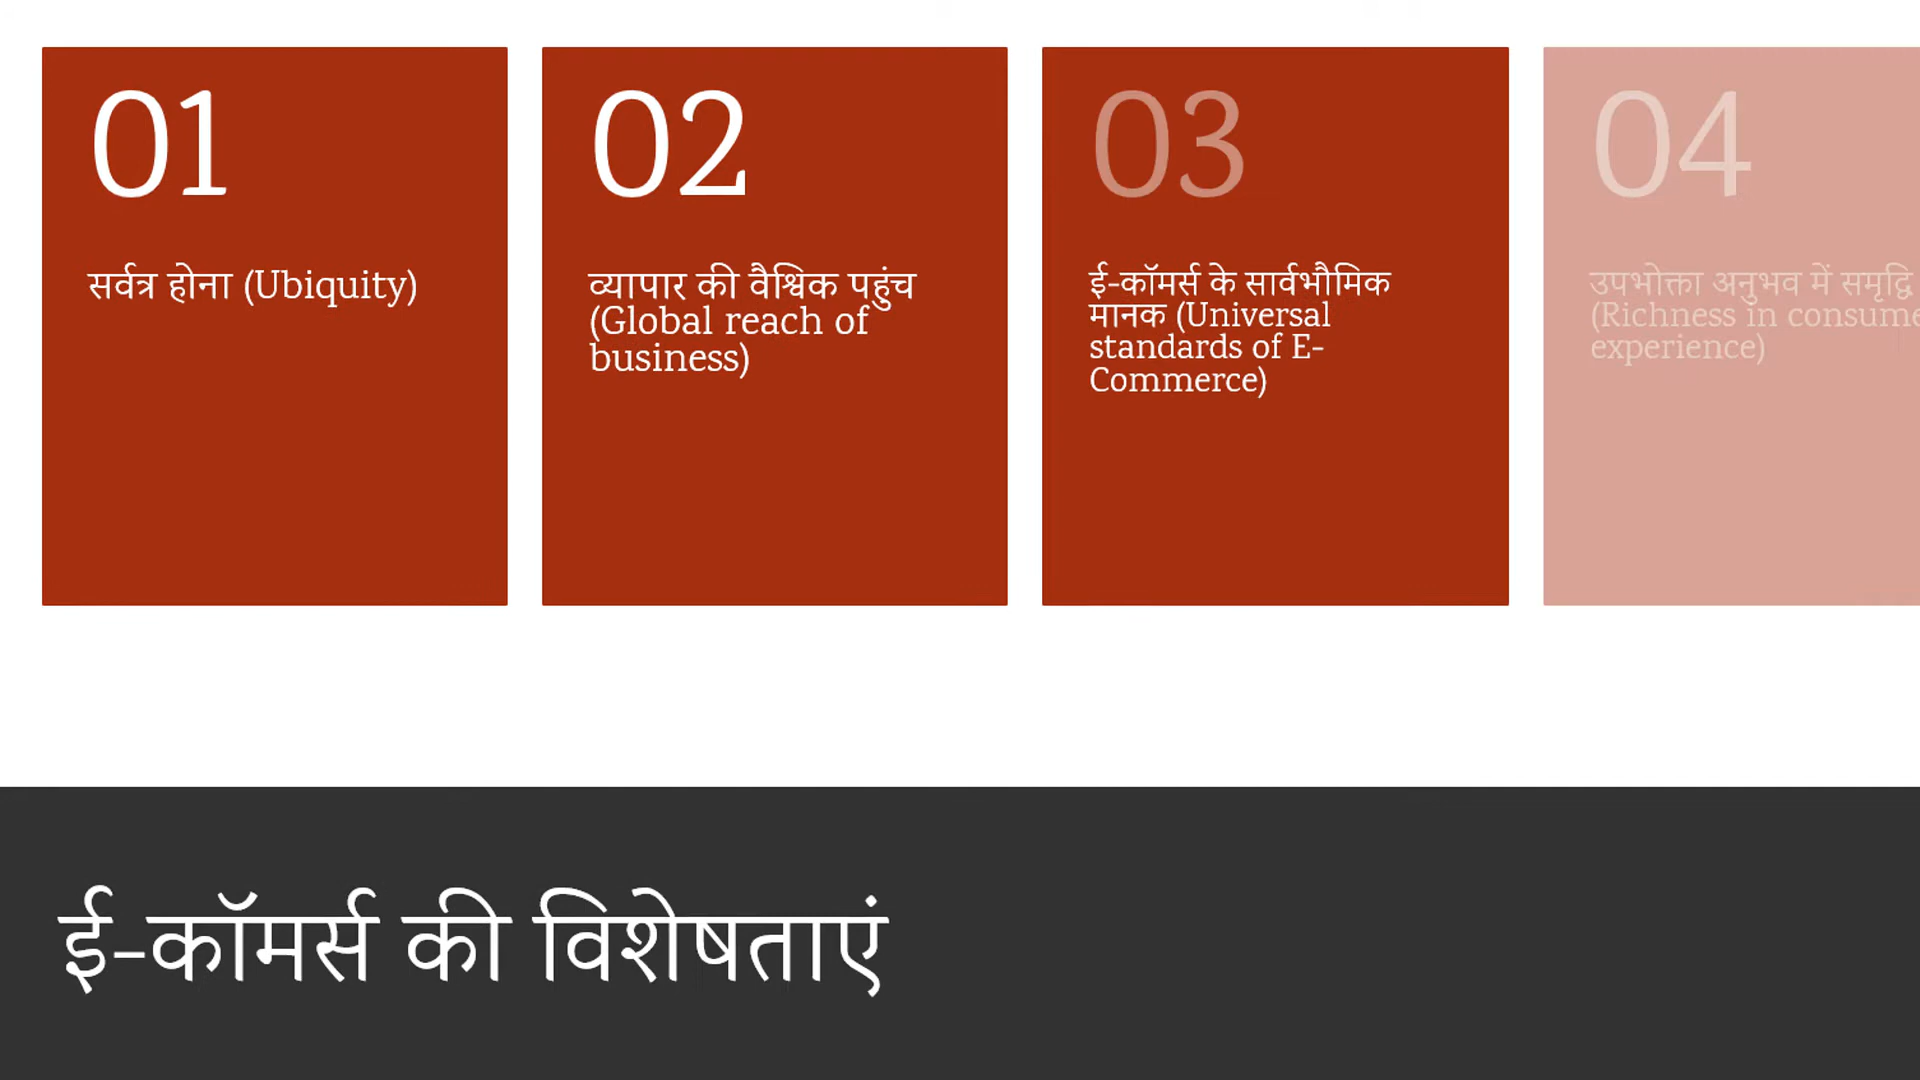 01
सर्वत्र होना (Ubiquity)
02
व्यापार की वैश्विक पहुंच
(Global reach of
business)
03
ई-कॉमर्स के सार्वभौमिक
मानक (Universal
standards of E-
Commerce)
04
उपभोक्ता अनुभव में समृद्धि
(Richness in consume
experience)
ई-कॉमर्स की विशेषताएं